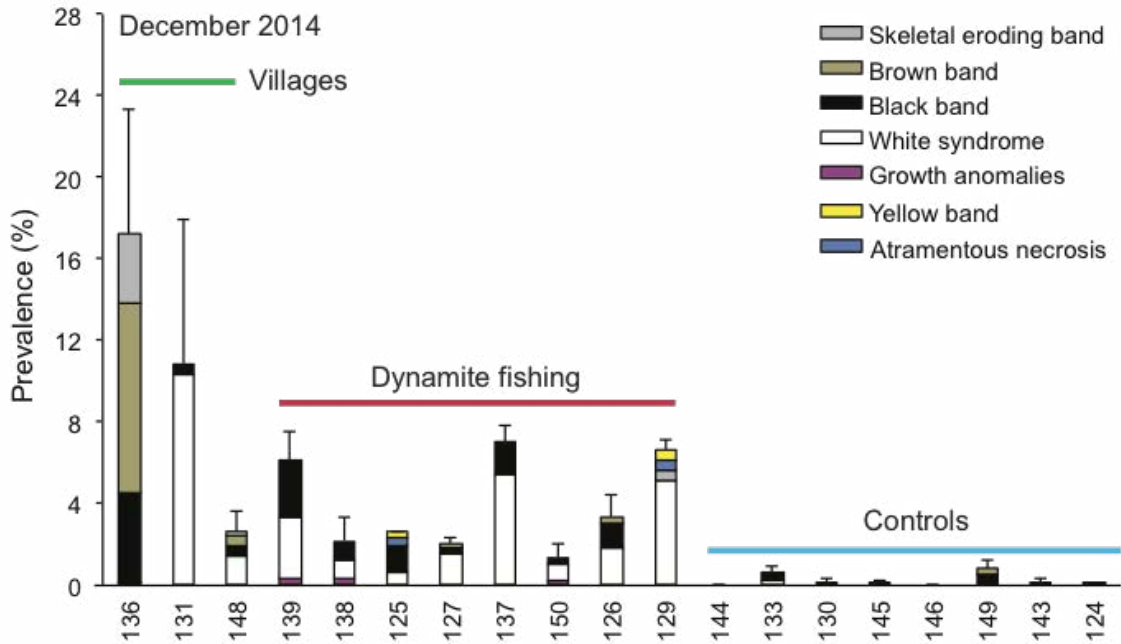 28
24
20
16
12
8
4
0
Prevalence (%)
December 2014
Villages
Dynamite fishing
Controls
Skeletal eroding band
Brown band
Black band
White syndrome
Growth anomalies
Yellow band
Atramentous necrosis
136
131
148
139
138
125
127
137
150
126
129
144
133
130
145
146
149
143
124